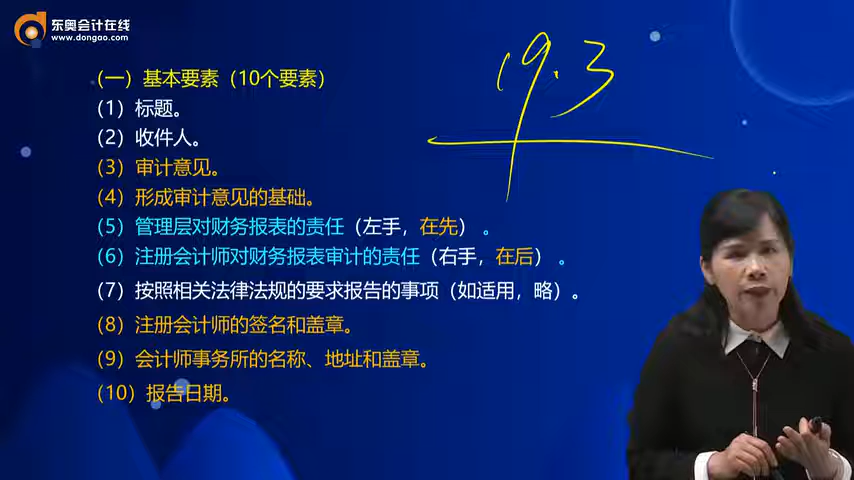 东奥会计在线
www.dongao.com
19.3
（一）基本要素（10个要素）
（1）标题。
（2）收件人。
（3）审计意见。
（4）形成审计意见的基础。
（5）管理层对财务报表的责任（左手，在先）。
（6）注册会计师对财务报表审计的责任（右手，在后）。
（7）按照相关法律法规的要求报告的事项（如适用，略）。
（8）注册会计师的签名和盖章。
（9）会计师事务所的名称、地址和盖章。
（10）报告日期。